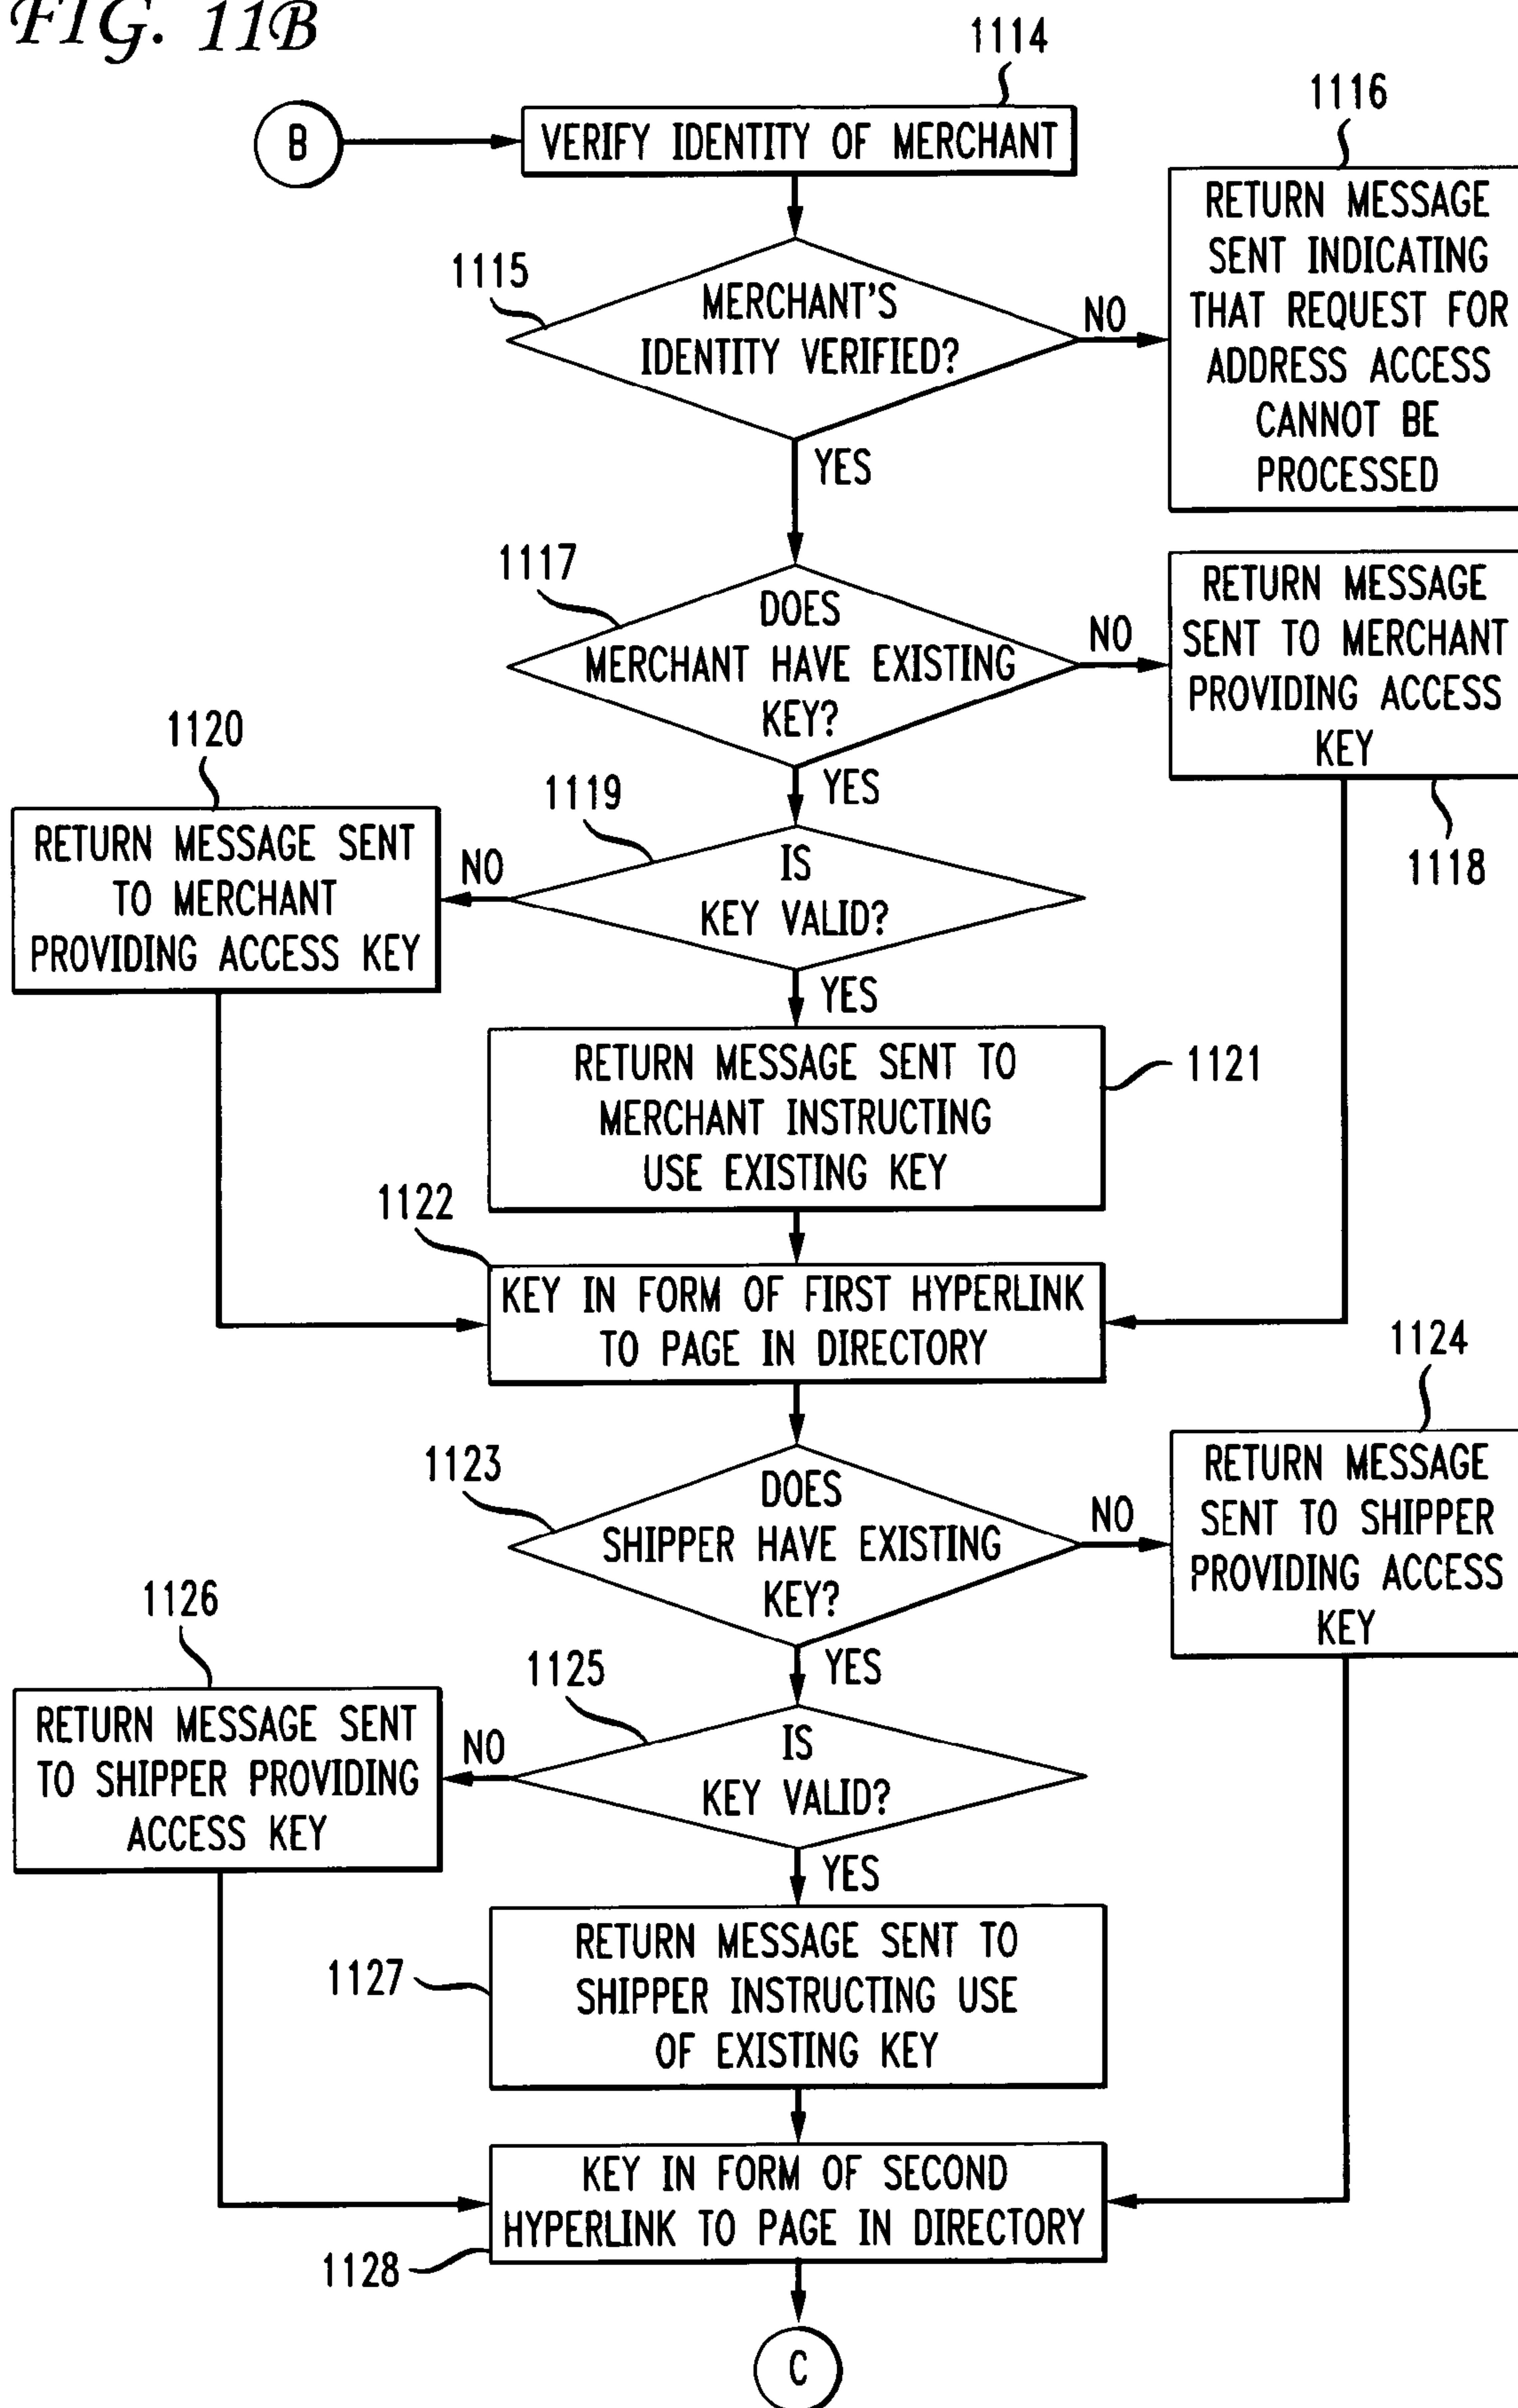 FIG. 11B
1114
B
VERIFY IDENTITY OF MERCHANT
1116
RETURN MESSAGE
SENT INDICATING
THAT REQUEST FOR
ADDRESS ACCESS
CANNOT BE
PROCESSED
1115
MERCHANT'S
IDENTITY VERIFIED?
NO
YES
1117
DOES
MERCHANT HAVE EXISTING
KEY?
NO
RETURN MESSAGE
SENT TO MERCHANT
PROVIDING ACCESS
KEY
1118
YES
1120
RETURN MESSAGE SENT
TO MERCHANT
PROVIDING ACCESS KEY
NO
1119
IS
KEY VALID?
YES
RETURN MESSAGE SENT TO
MERCHANT INSTRUCTING
USE EXISTING KEY
1121
1122
KEY IN FORM OF FIRST HYPERLINK
TO PAGE IN DIRECTORY
1124
1123
DOES
SHIPPER HAVE EXISTING
KEY?
NO
RETURN MESSAGE
SENT TO SHIPPER
PROVIDING ACCESS
KEY
YES
1126
RETURN MESSAGE SENT
TO SHIPPER PROVIDING
ACCESS KEY
NO
1125
IS
KEY VALID?
YES
1127
RETURN MESSAGE SENT TO
SHIPPER INSTRUCTING USE
OF EXISTING KEY
KEY IN FORM OF SECOND
HYPERLINK TO PAGE IN DIRECTORY
1128
C